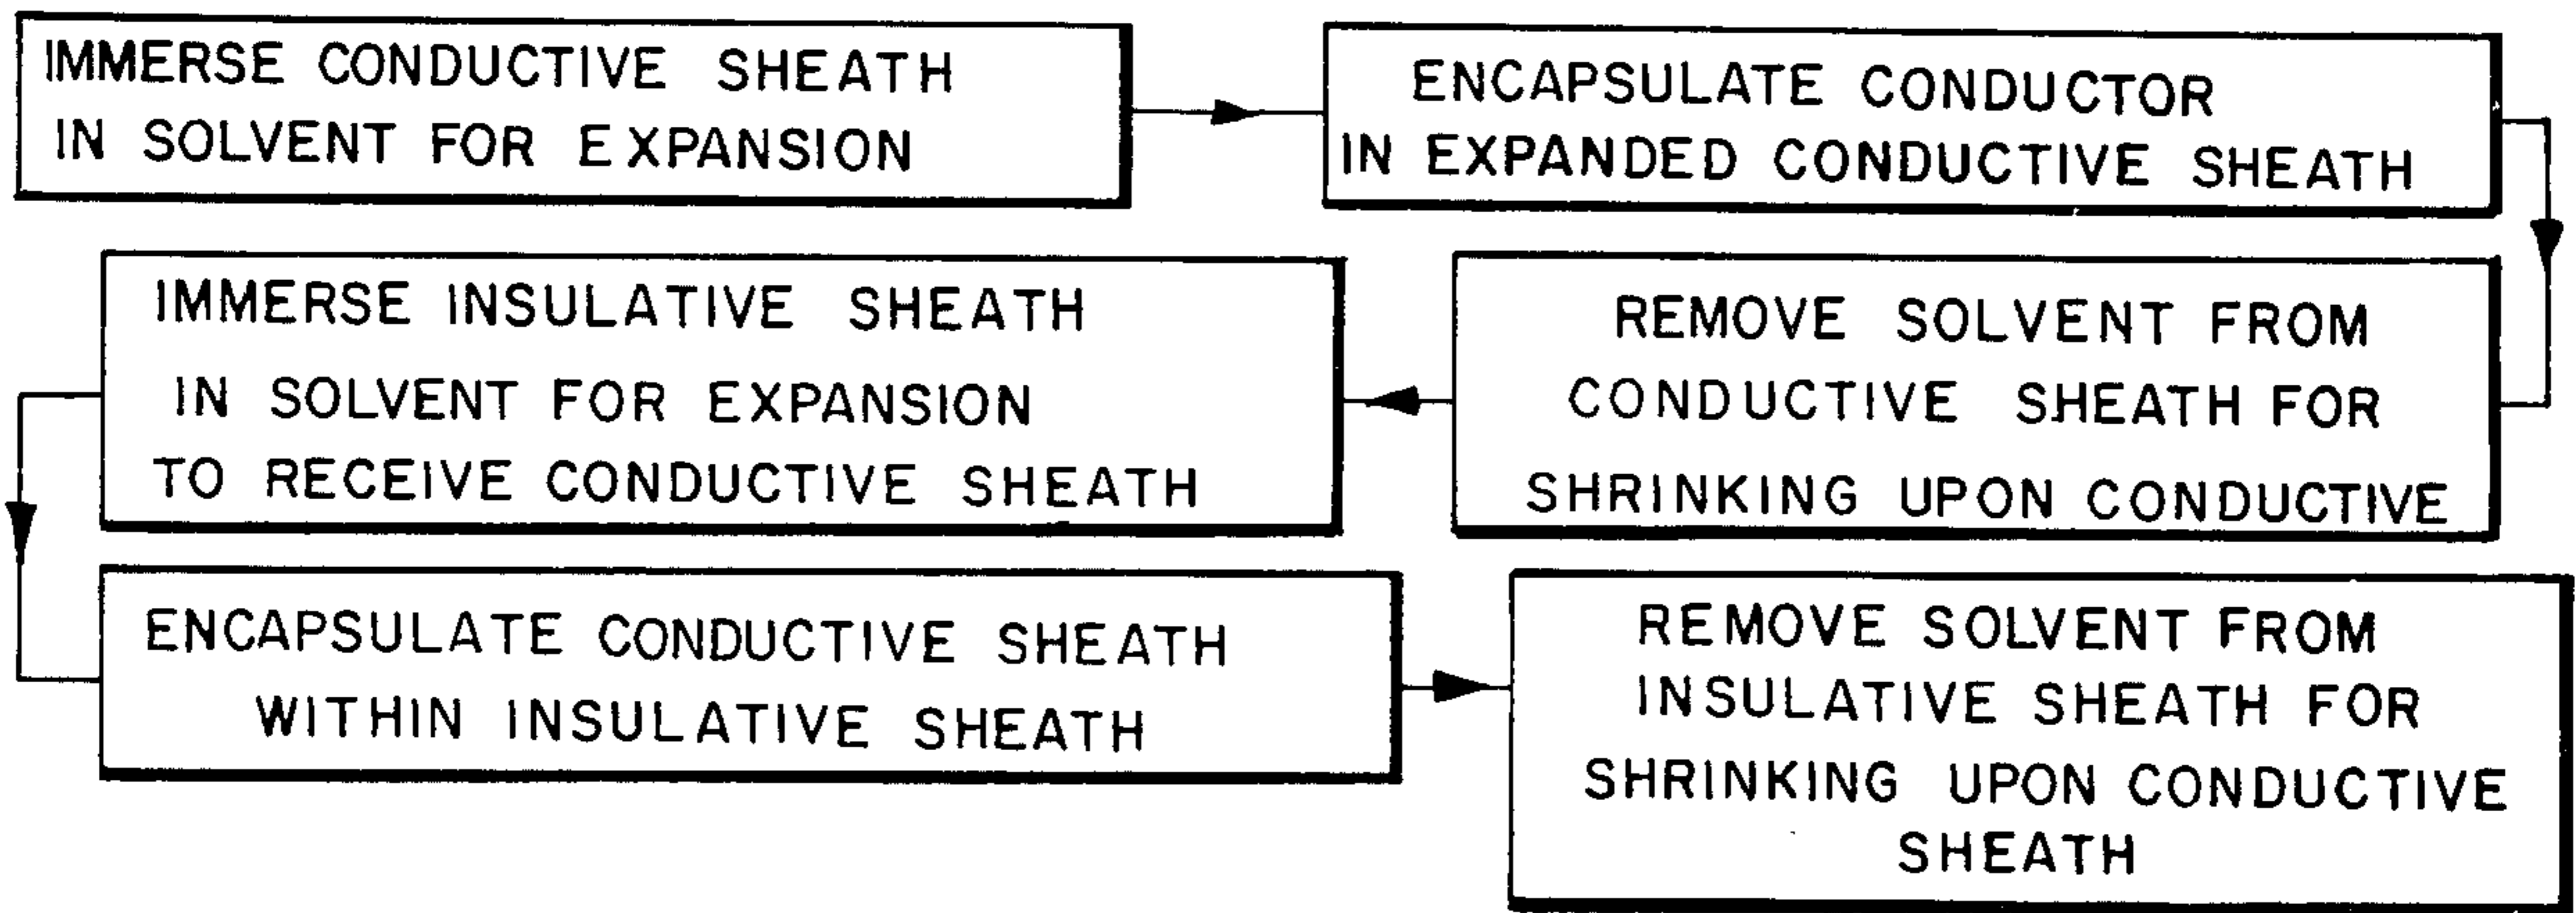 IMMERSE CONDUCTIVE SHEATH
IN SOLVENT FOR EXPANSION
ENCAPSULATE CONDUCTOR
IN EXPANDED CONDUCTIVE SHEATH
REMOVE SOLVENT FROM
CONDUCTIVE SHEATH FOR
SHRINKING UPON CONDUCTIVE
IMMERSE INSULATIVE SHEATH
IN SOLVENT FOR EXPANSION
TO RECEIVE CONDUCTIVE SHEATH
ENCAPSULATE CONDUCTIVE SHEATH
WITHIN INSULATIVE SHEATH
REMOVE SOLVENT FROM
INSULATIVE SHEATH FOR
SHRINKING UPON CONDUCTIVE
SHEATH